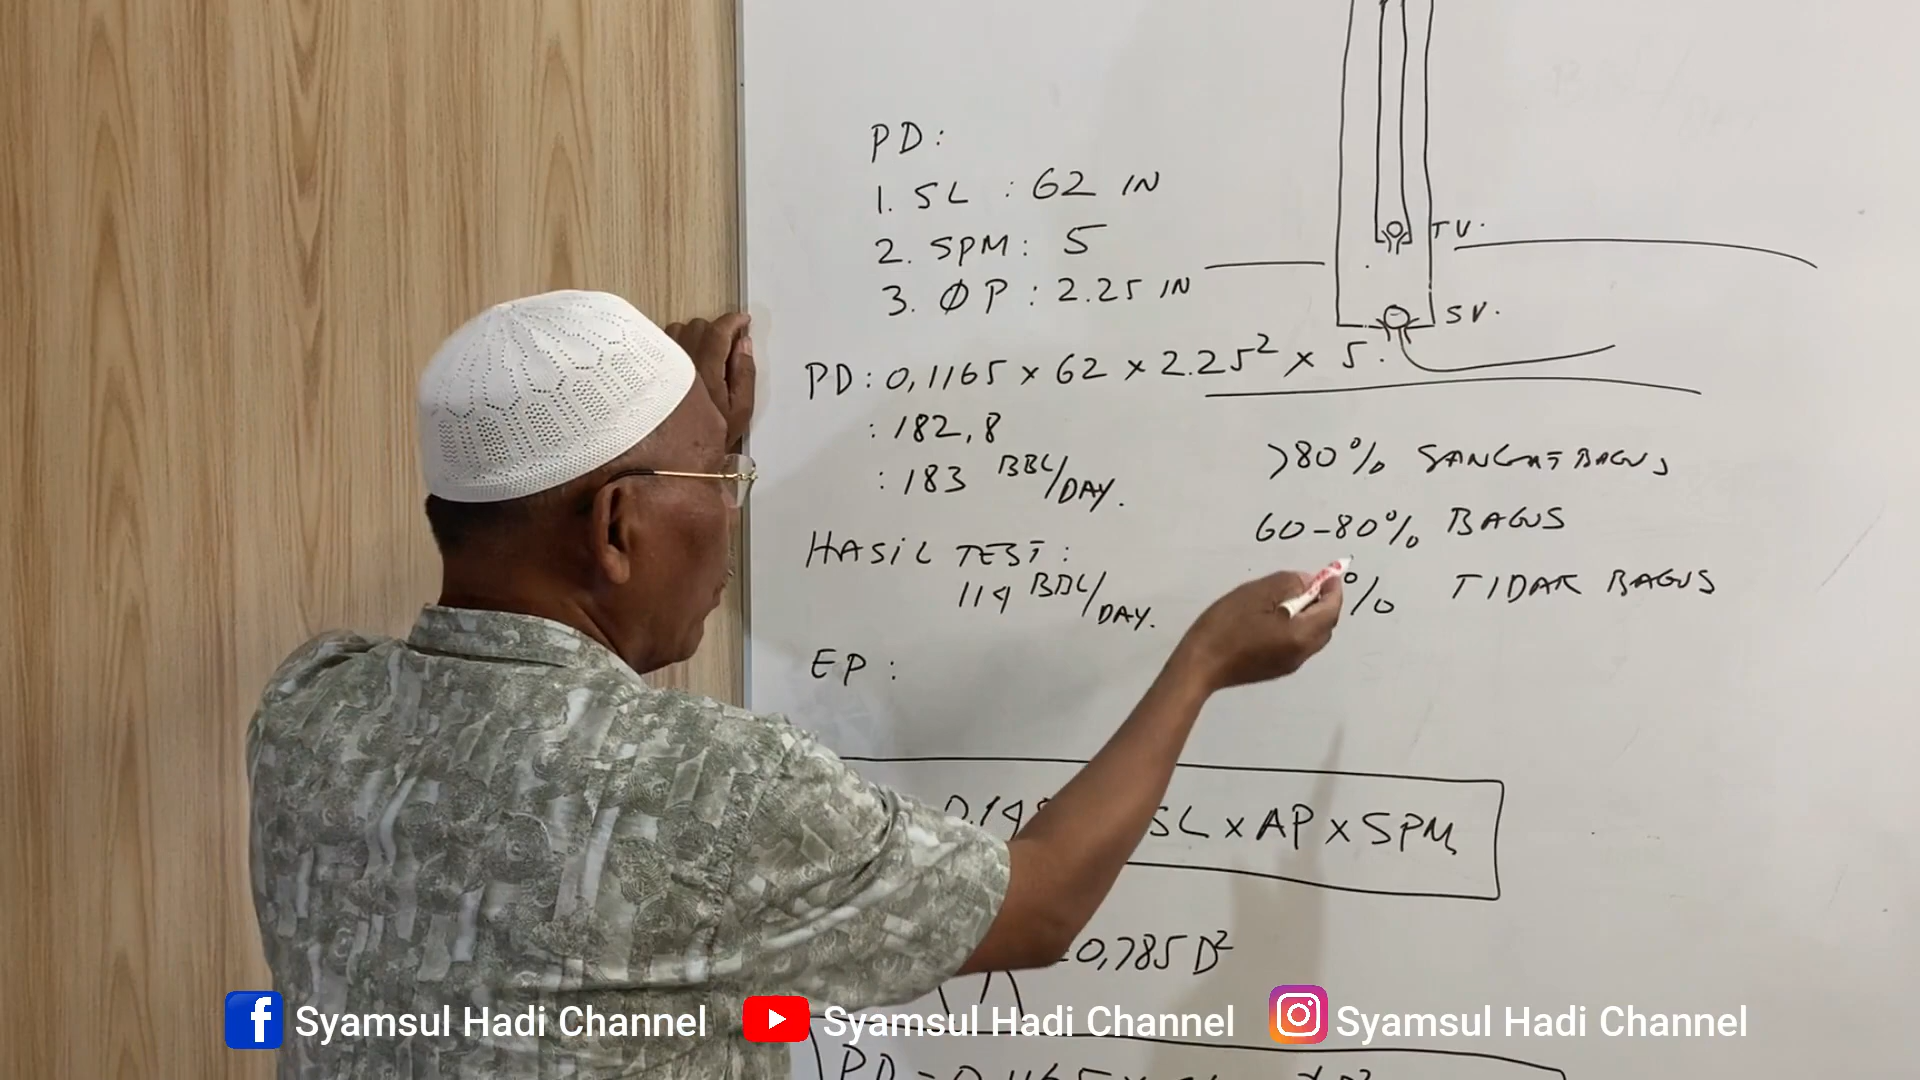 PD:
1. SL : 62 IN
2. SPM: 5
3. ØP : 2.25 IN
TV.
SV.
PD: 0,1165 × 62 × 2.25² × 5.
: 182,8
: 183 BBL/DAY.
HASIL TEST:
114 BBL/DAY.
EP :
>80% SANGAT BAGUS
60-80% BAGUS
% TIDAK BAGUS
SL × AP × SPM
0,785 D²
Syamsul Hadi Channel
Syamsul Hadi Channel
Syamsul Hadi Channel
PD =